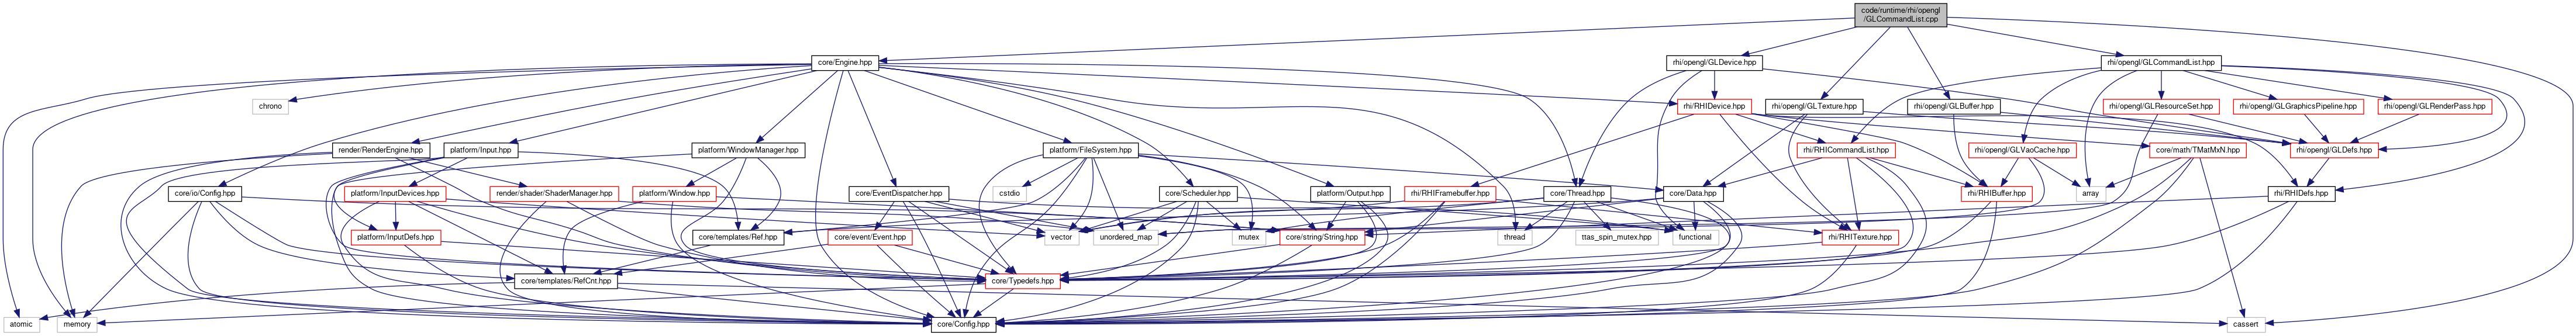 code/runtime/rhi/opengl
/GLCommandList.cpp
core/Engine.hpp
rhi/opengl/GLDevice.hpp
rhi/opengl/GLCommandList.hpp
chrono
rhi/RHIDevice.hpp
rhi/opengl/GLTexture.hpp
rhi/opengl/GLBuffer.hpp
rhi/opengl/GLResourceSet.hpp
rhi/opengl/GLGraphicsPipeline.hpp
rhi/opengl/GLRenderPass.hpp
render/RenderEngine.hpp
platform/Input.hpp
platform/WindowManager.hpp
platform/FileSystem.hpp
rhi/RHICommandList.hpp
rhi/opengl/GLVaoCache.hpp
core/math/TMatMxN.hpp
rhi/opengl/GLDefs.hpp
core/io/Config.hpp
platform/InputDevices.hpp
render/shader/ShaderManager.hpp
platform/Window.hpp
core/EventDispatcher.hpp
cstdio
core/Scheduler.hpp
platform/Output.hpp
rhi/RHIFramebuffer.hpp
core/Thread.hpp
core/Data.hpp
rhi/RHIBuffer.hpp
array
rhi/RHIDefs.hpp
platform/InputDefs.hpp
core/templates/Ref.hpp
core/event/Event.hpp
vector
unordered_map
mutex
core/string/String.hpp
thread
ttas_spin_mutex.hpp
functional
rhi/RHITexture.hpp
core/templates/RefCnt.hpp
core/Typedefs.hpp
atomic
memory
core/Config.hpp
cassert